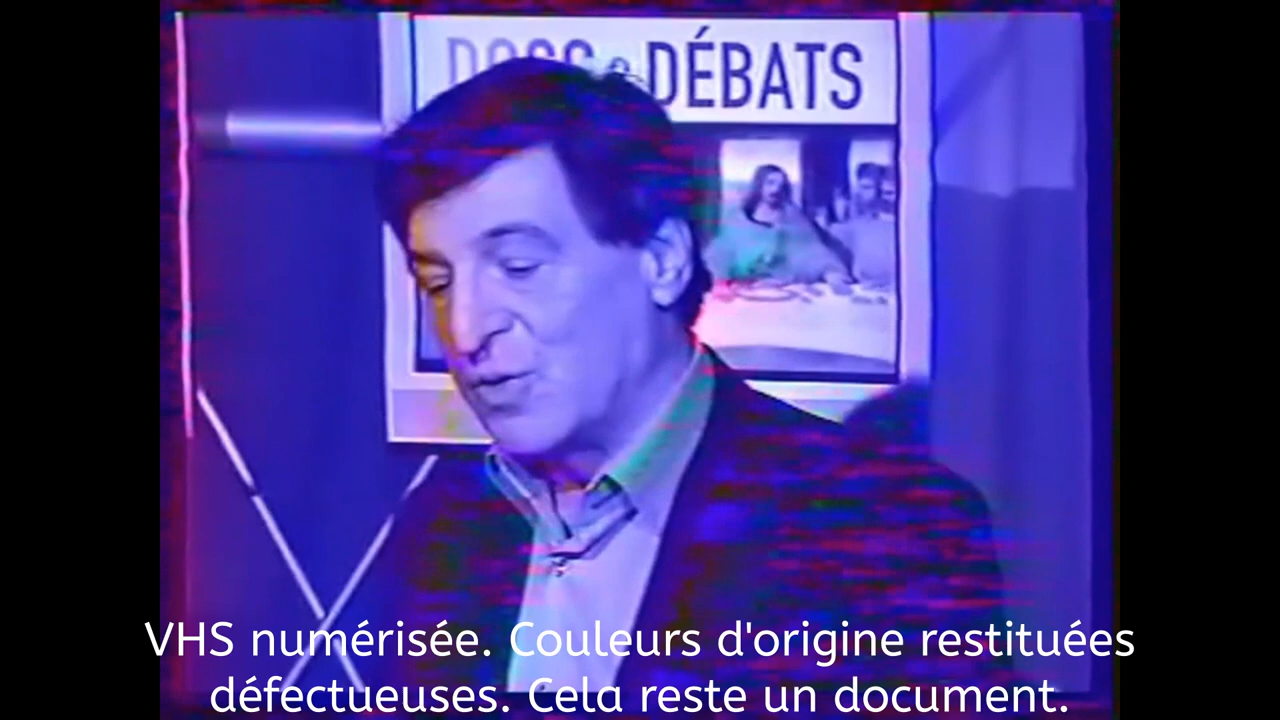 DÉBATS
VHS numérisée. Couleurs d'origine restituées
défectueuses. Cela reste un document.